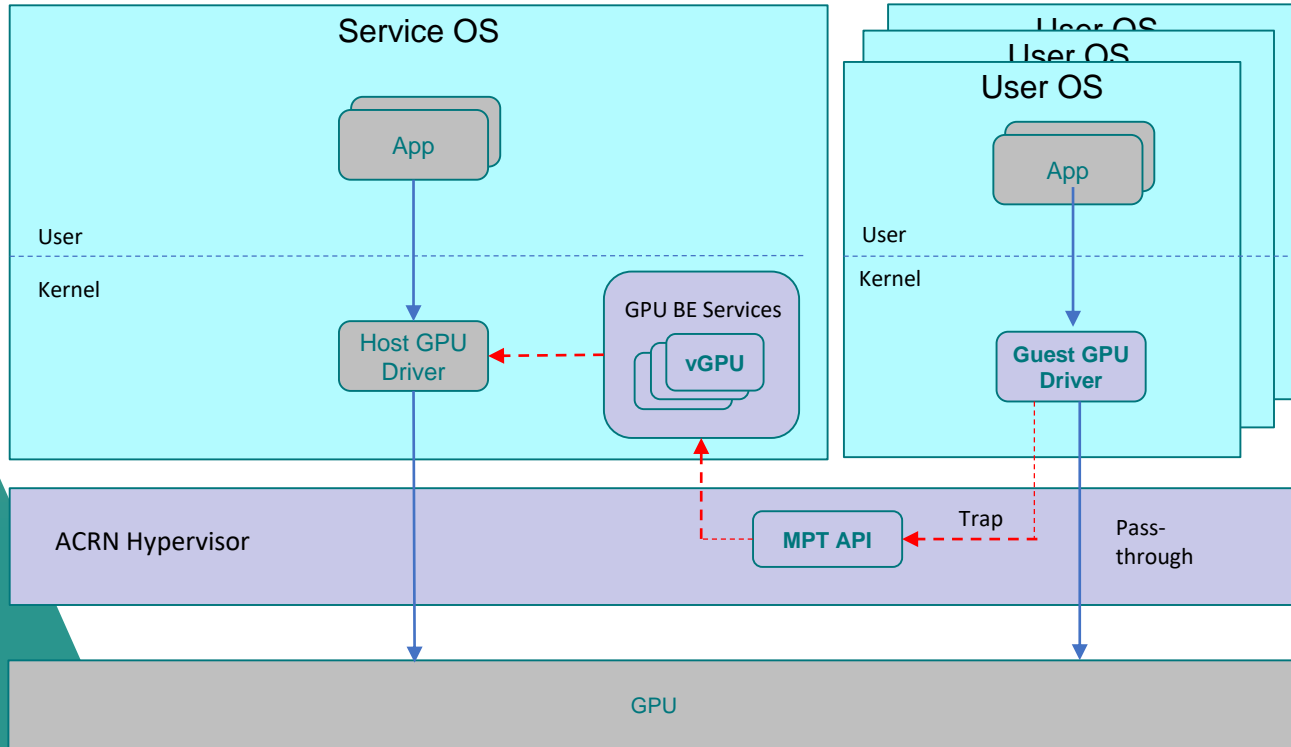 Service OS
App
User
Kernel
GPU BE Services
vGPU
Host GPU
Driver
User OS
User OS
User OS
App
User
Kernel
Guest GPU
Driver
ACRN Hypervisor
MPT API
Trap
Pass-
through
GPU